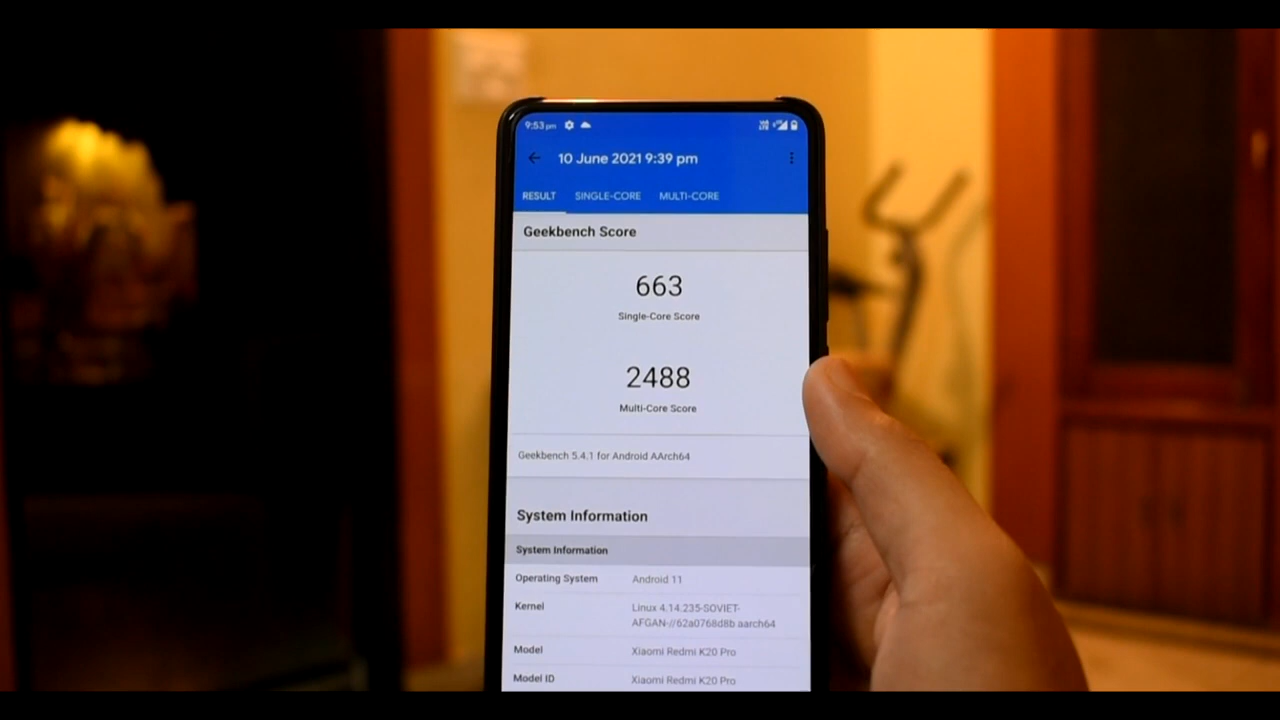 9:53 pm
10 June 2021 9:39 pm
RESULT SINGLE-CORE MULTI-CORE
Geekbench Score
663
Single-Core Score
2488
Multi-Core Score
Geekbench 5.4.1 for Android AArch64
System Information
System Information
Operating System Android 11
Kernel Linux 4.14.235-SOVIET-
AFGAN-//62a0768d8b aarch64
Model Xiaomi Redmi K20 Pro
Model ID Xiaomi Redmi K20 Pro